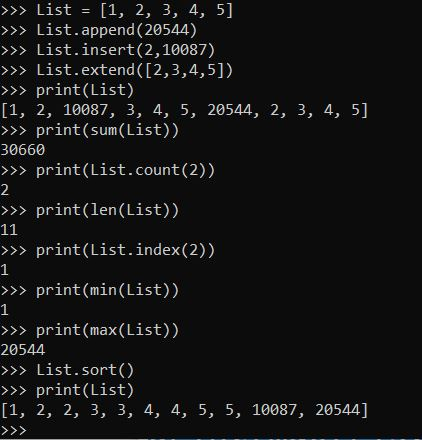 >>> List = [1, 2, 3, 4, 5]
>>> List.append(20544)
>>> List.insert(2,10087)
>>> List.extend([2,3,4,5])
>>> print(List)
[1, 2, 10087, 3, 4, 5, 20544, 2, 3, 4, 5]
>>> print(sum(List))
30660
>>> print(List.count(2))
2
>>> print(len(List))
11
>>> print(List.index(2))
1
>>> print(min(List))
1
>>> print(max(List))
20544
>>> List.sort()
>>> print(List)
[1, 2, 2, 3, 3, 4, 4, 5, 5, 10087, 20544]
>>>